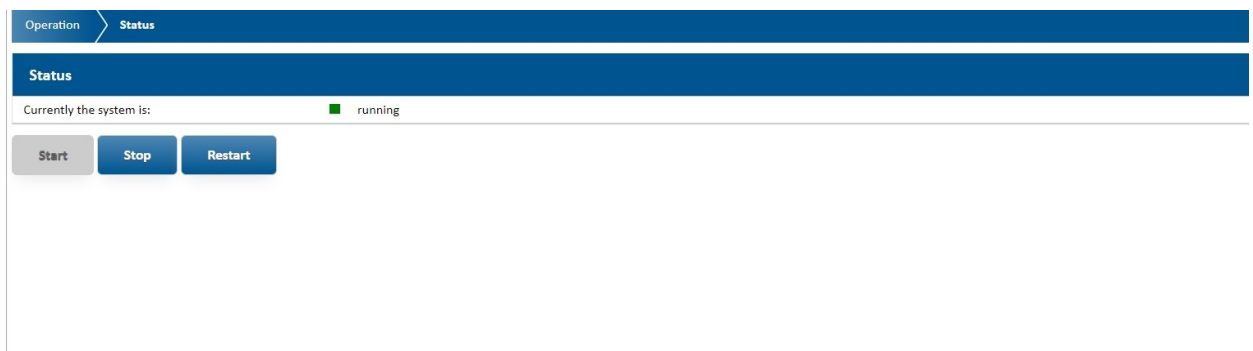 Operation Status
Status
Currently the system is: running
Start Stop Restart